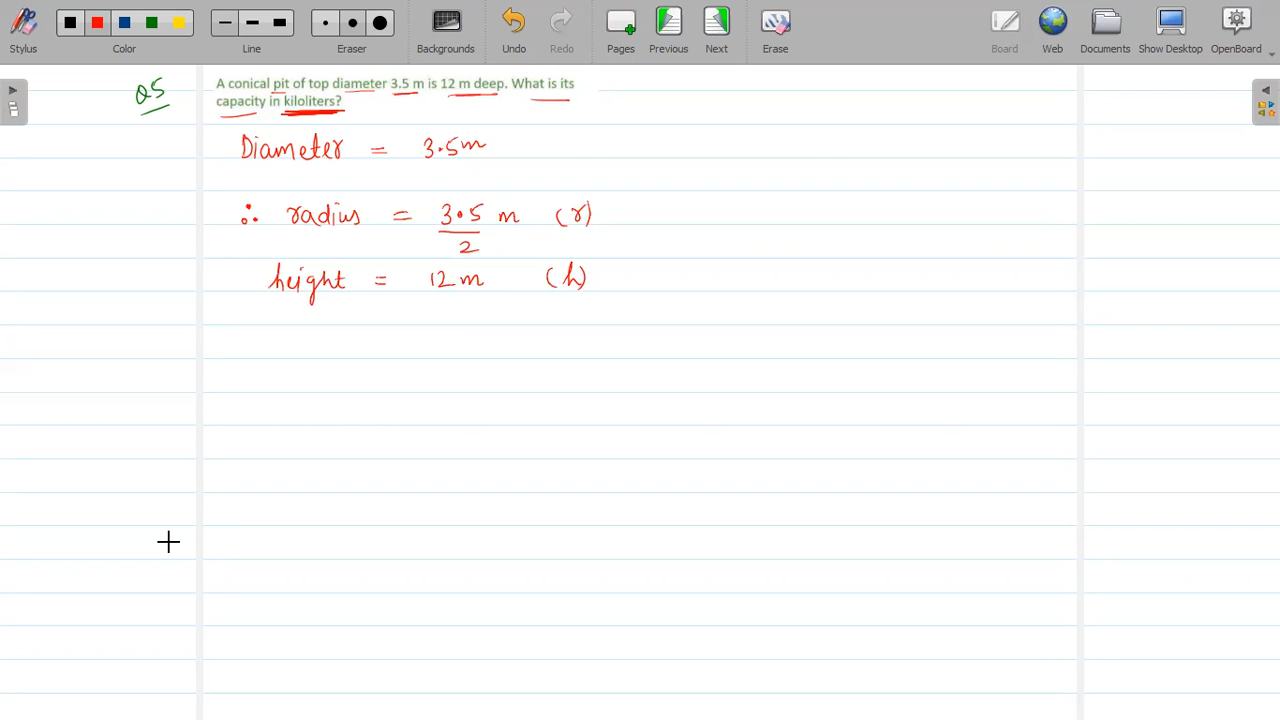 Stylus Color Line Eraser Backgrounds Undo Redo Pages Previous Next Erase Board Web Documents Show Desktop OpenBoard
Q5
A conical pit of top diameter 3.5 m is 12 m deep. What is its
capacity in kiloliters?
Diameter = 3.5m
∴ radius = 3.5/2 m (r)
height = 12m (h)